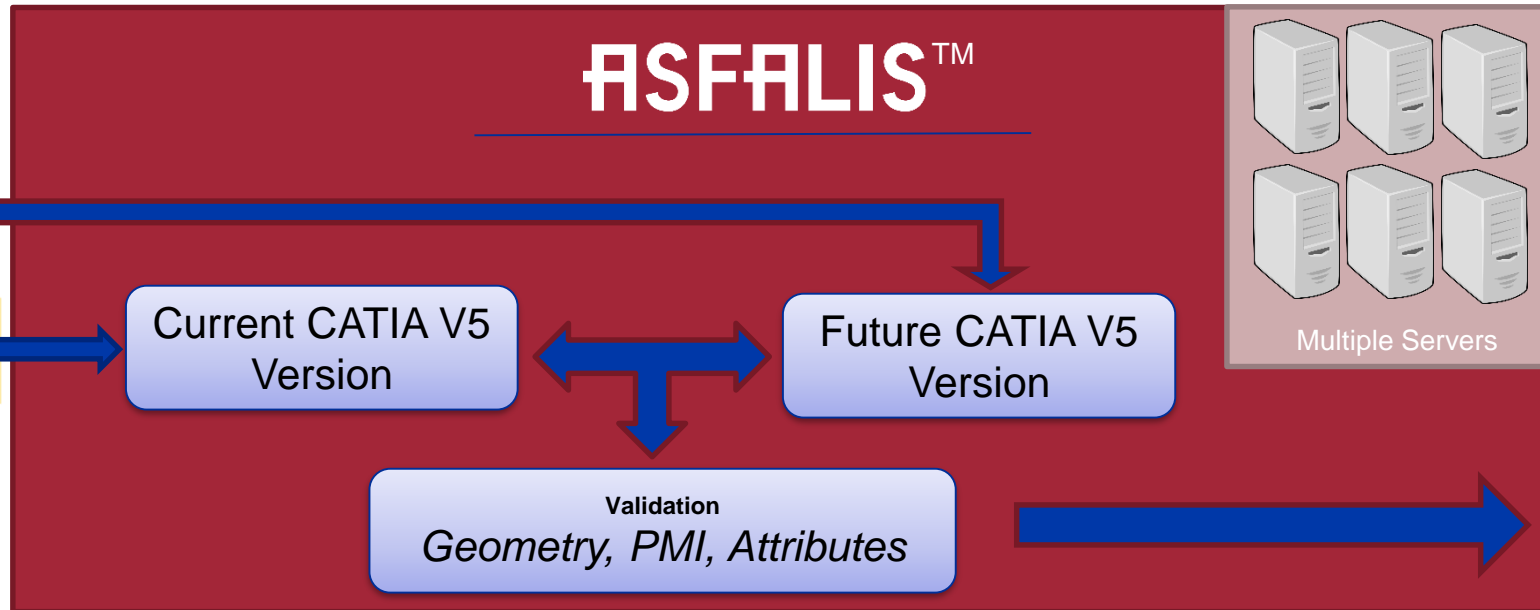 ASFALIS™
Multiple Servers
Current CATIA V5
Version
Future CATIA V5
Version
Validation
Geometry, PMI, Attributes